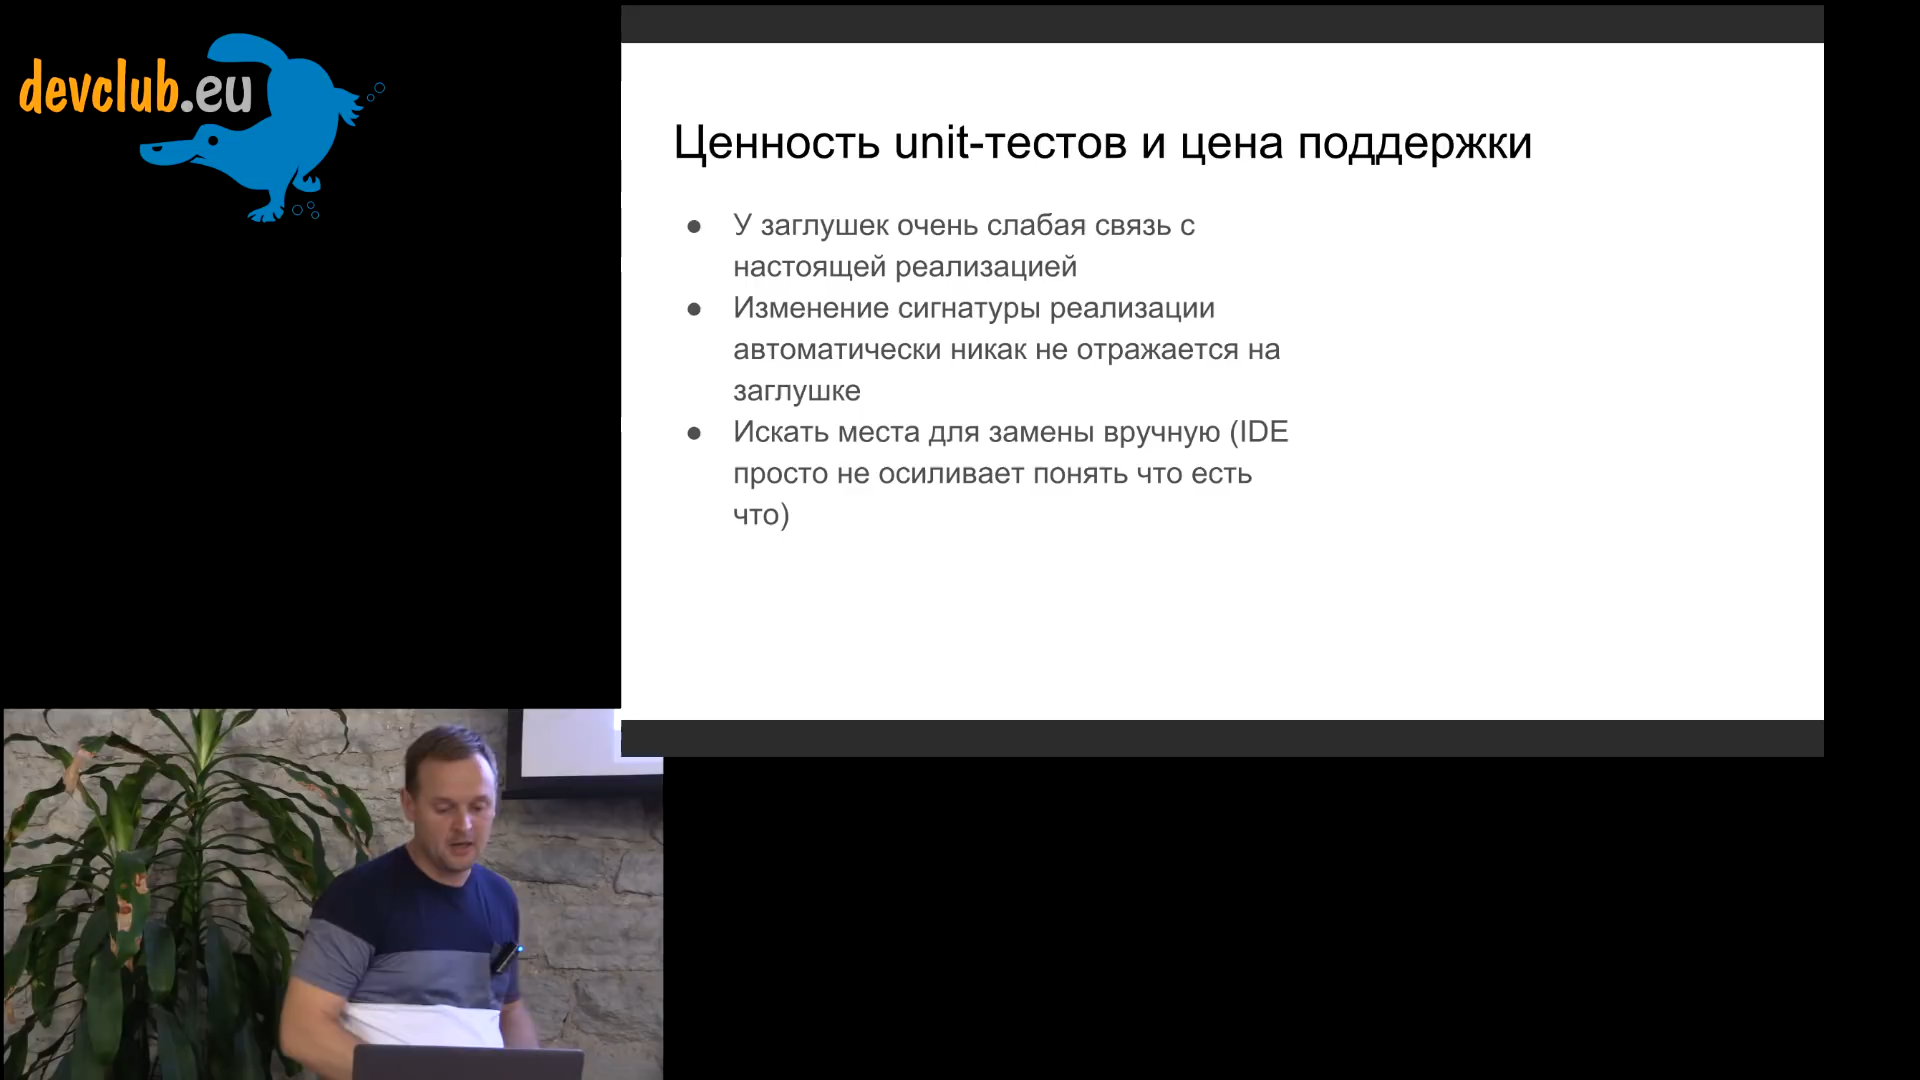 devclub.eu
Ценность unit-тестов и цена поддержки
● У заглушек очень слабая связь с
настоящей реализацией
● Изменение сигнатуры реализации
автоматически никак не отражается на
заглушке
● Искать места для замены вручную (IDE
просто не осиливает понять что есть
что)